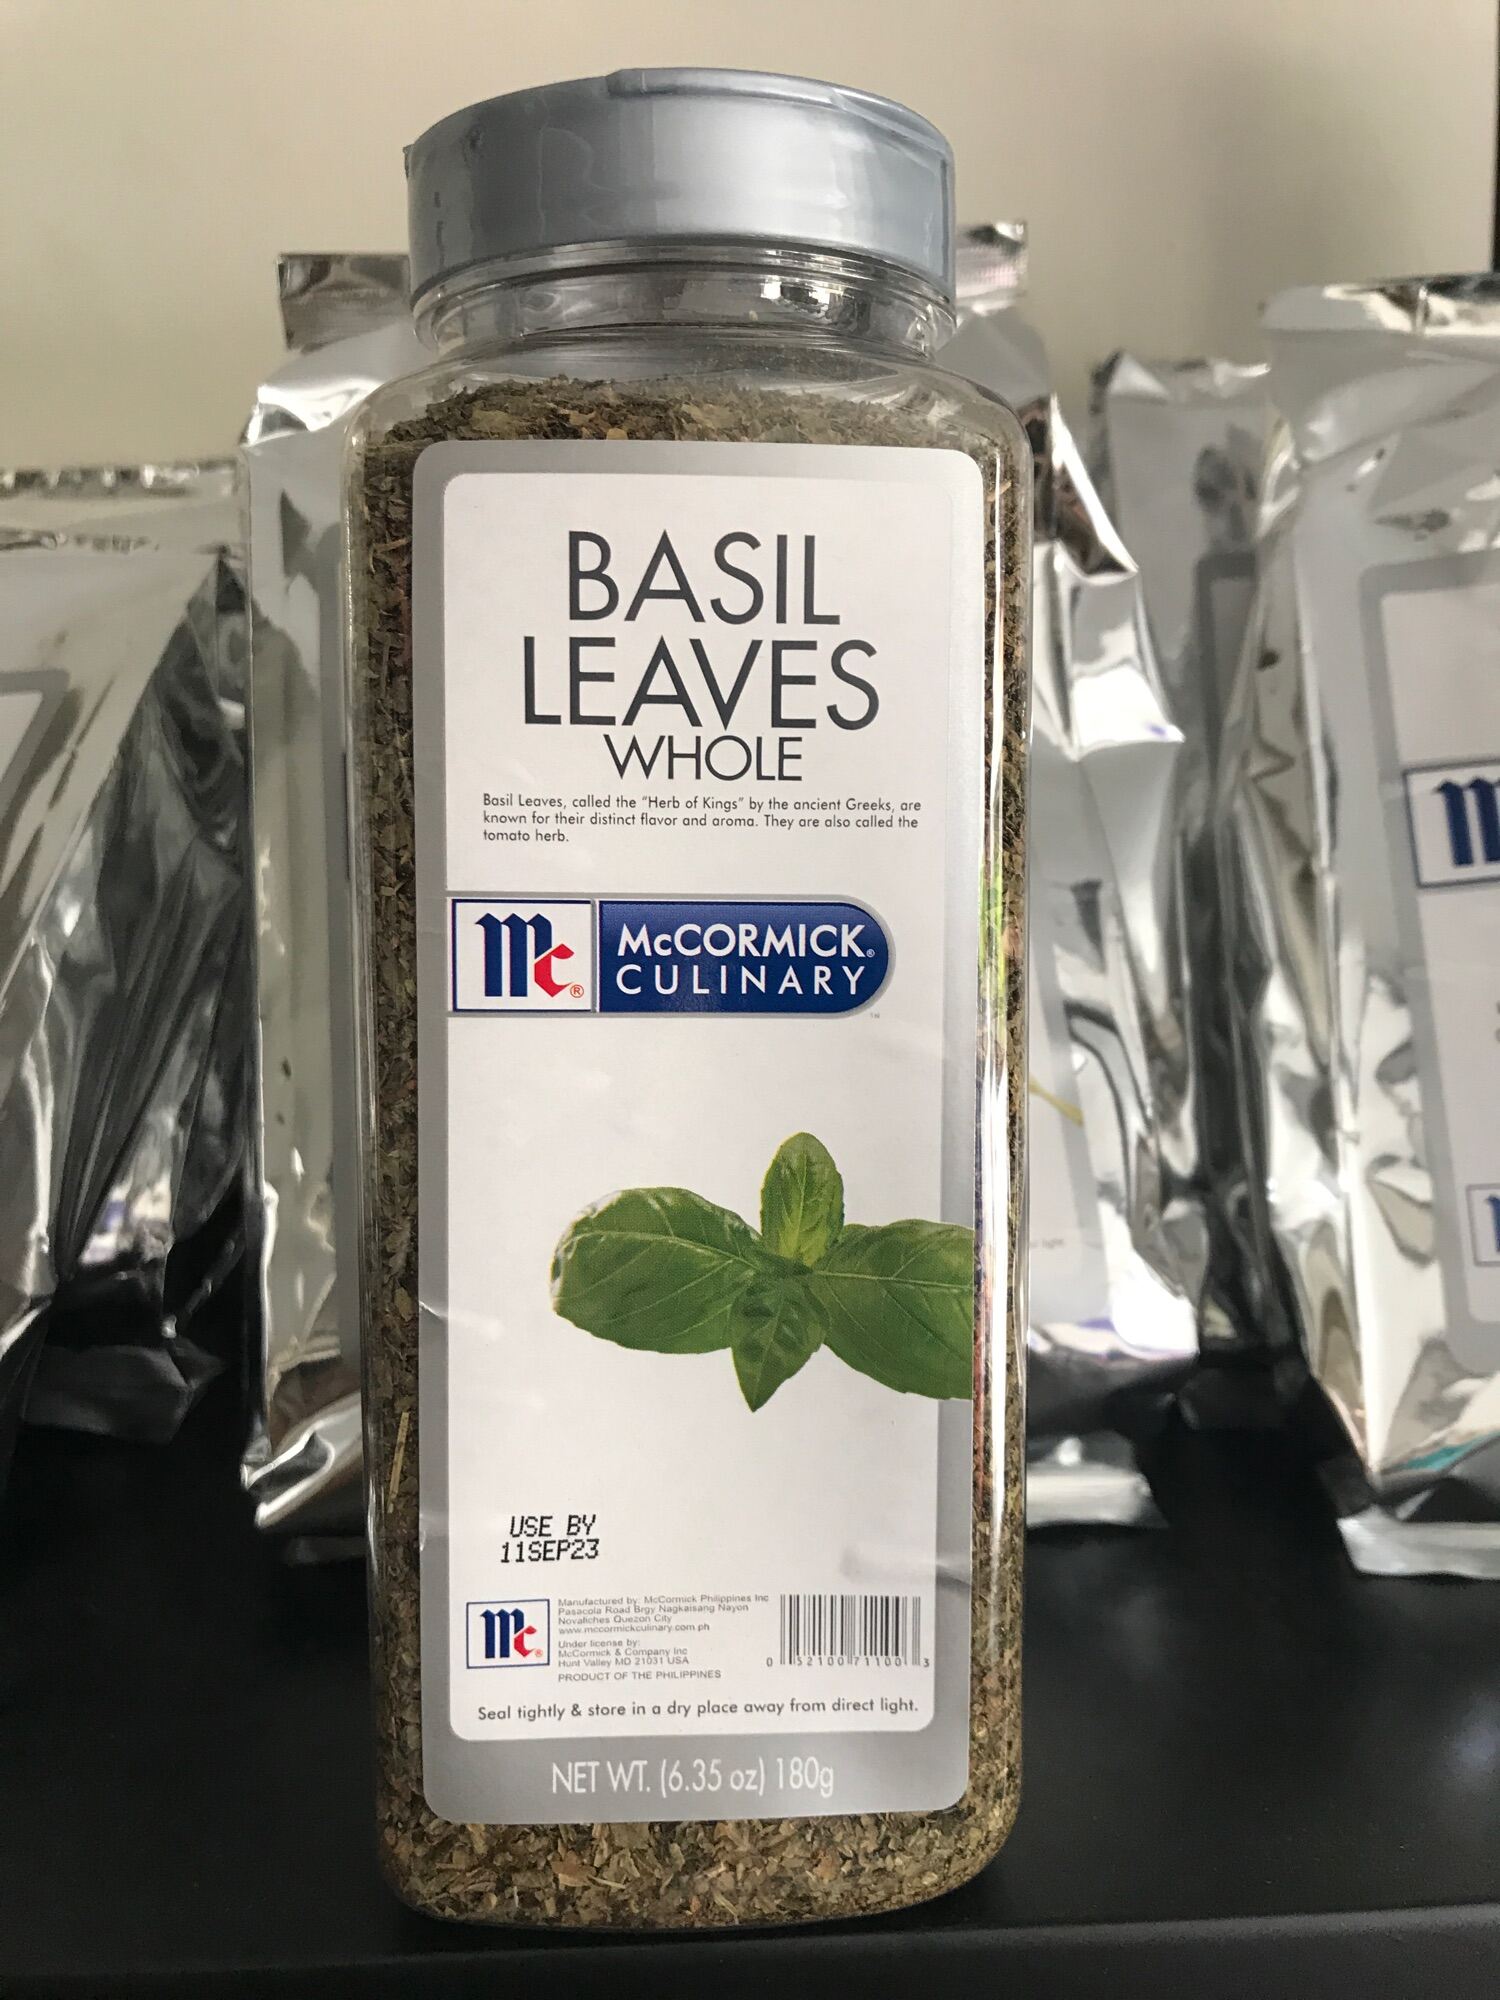 BASIL
LEAVES
WHOLE
Basil Leaves, called the "Herb of Kings" by the ancient Greeks, are
known for their distinct flavor and aroma. They are also called the
tomato herb.
Mc® McCORMICK®
CULINARY
TM
USE BY
11SEP23
Mc®
Manufactured by: McCormick Philippines Inc
Pasacola Road Brgy Nagkaisang Nayon
Novaliches Quezon City
www.mccormickculinary.com.ph
Under license by:
McCormick & Company Inc
Hunt Valley MD 21031 USA
PRODUCT OF THE PHILIPPINES
0 52100 71100 3
Seal tightly & store in a dry place away from direct light.
NET WT. (6.35 oz) 180g
light.